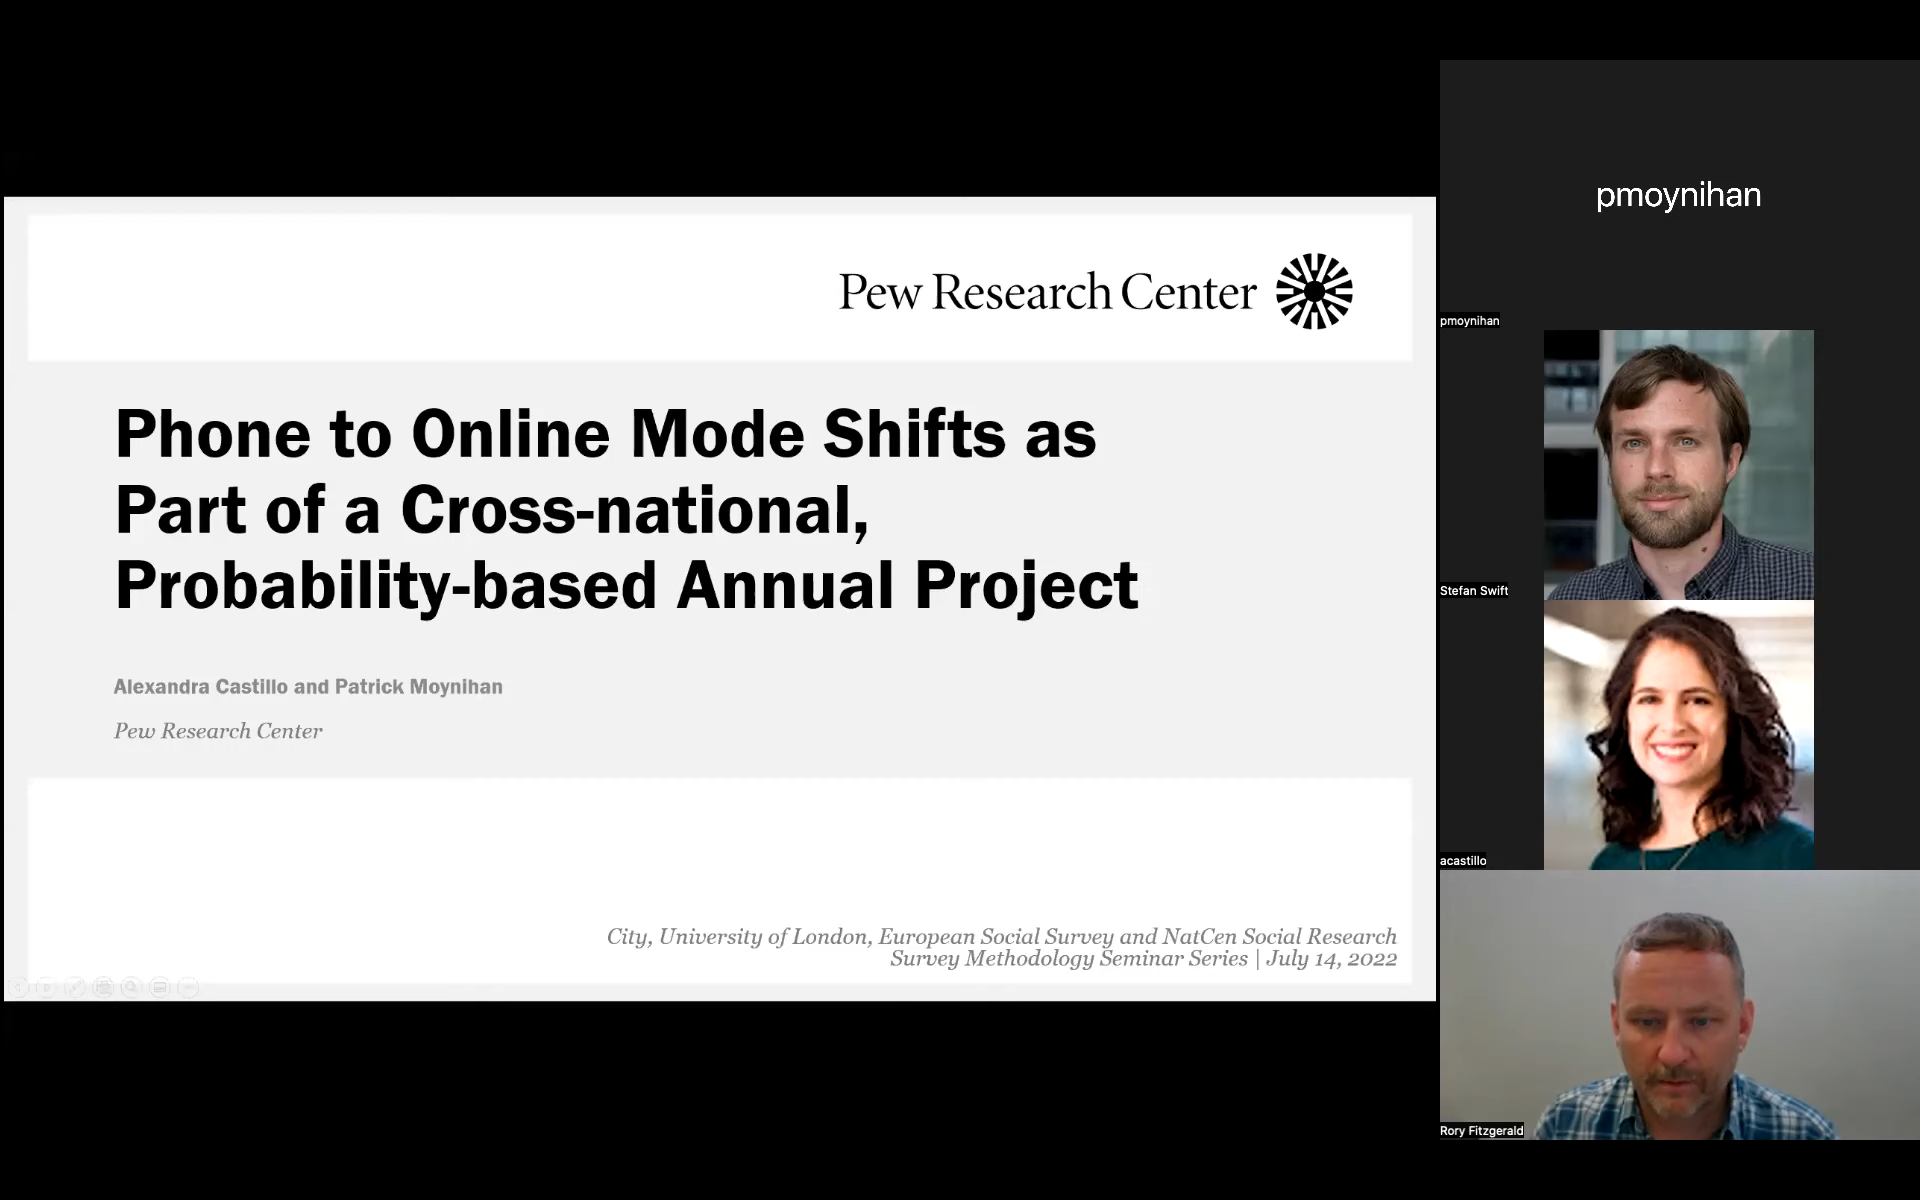 Pew Research Center
Phone to Online Mode Shifts as
Part of a Cross-national,
Probability-based Annual Project
Alexandra Castillo and Patrick Moynihan
Pew Research Center
City, University of London, European Social Survey and NatCen Social Research
Survey Methodology Seminar Series | July 14, 2022
pmoynihan
pmoynihan
Stefan Swift
acastillo
Rory Fitzgerald